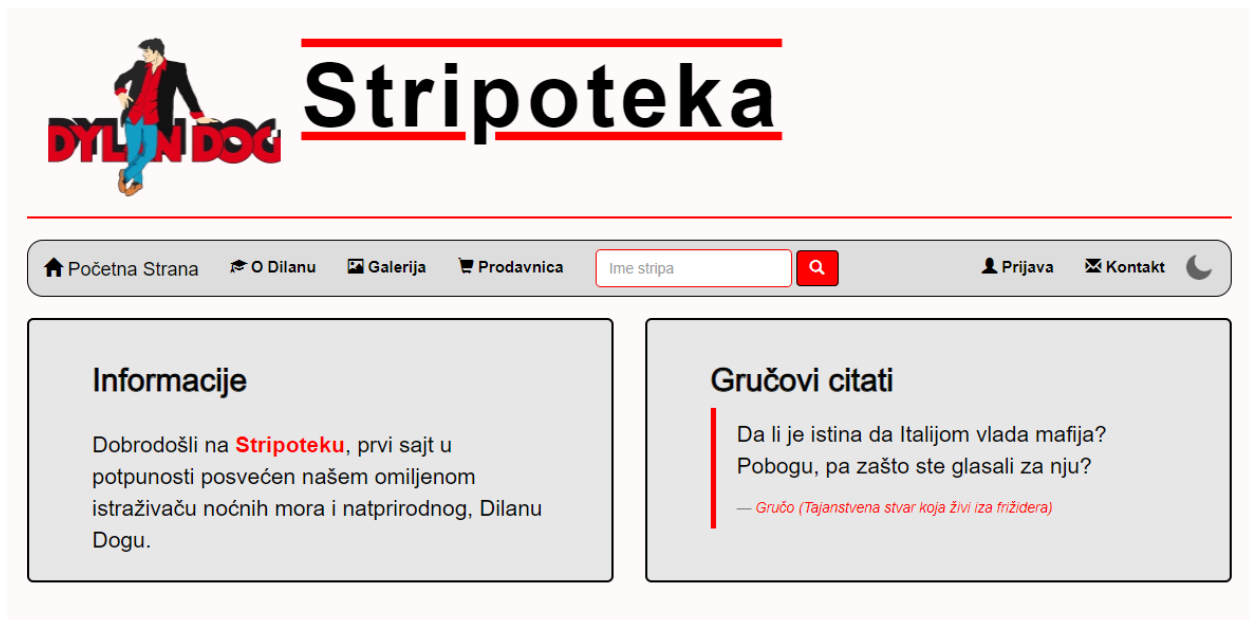 DYLAN DOG
Stripoteka
Početna Strana O Dilanu Galerija Prodavnica Ime stripa Prijava Kontakt
Informacije
Dobrodošli na Stripoteku, prvi sajt u
potpunosti posvećen našem omiljenom
istraživaču noćnih mora i natprirodnog, Dilanu
Dogu.
Gručovi citati
Da li je istina da Italijom vlada mafija?
Pobogu, pa zašto ste glasali za nju?
— Gručo (Tajanstvena stvar koja živi iza frižidera)